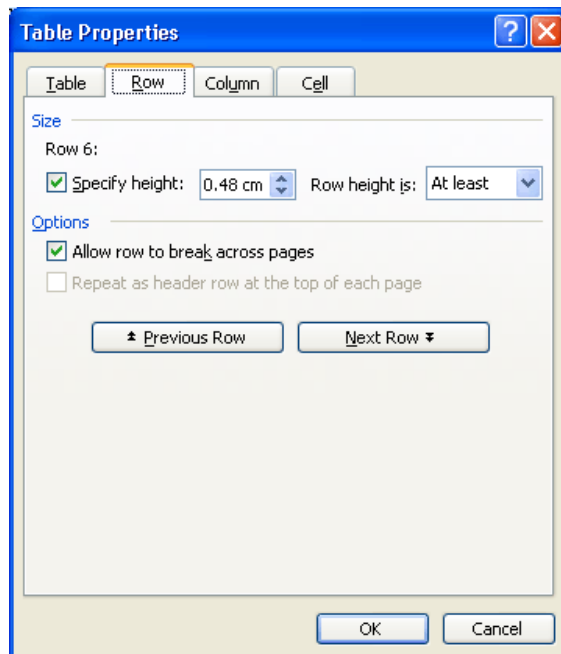 Table Properties
Table Row Column Cell
Size
Row 6:
Specify height: 0.48 cm Row height is: At least
Options
Allow row to break across pages
Repeat as header row at the top of each page
Previous Row Next Row
OK Cancel